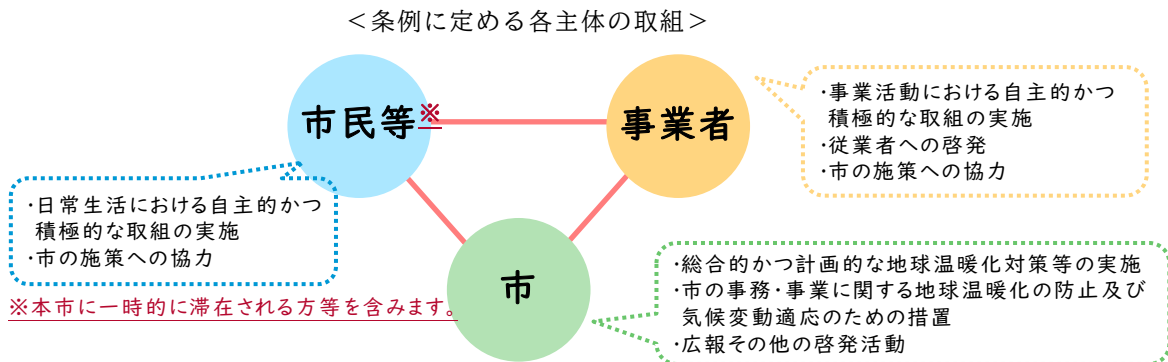 ＜条例に定める各主体の取組＞
市民等※
事業者
・事業活動における自主的かつ
積極的な取組の実施
・従業者への啓発
・市の施策への協力
・日常生活における自主的かつ
積極的な取組の実施
・市の施策への協力
※本市に一時的に滞在される方等を含みます。
市
・総合的かつ計画的な地球温暖化対策等の実施
・市の事務・事業に関する地球温暖化の防止及び
気候変動適応のための措置
・広報その他の啓発活動